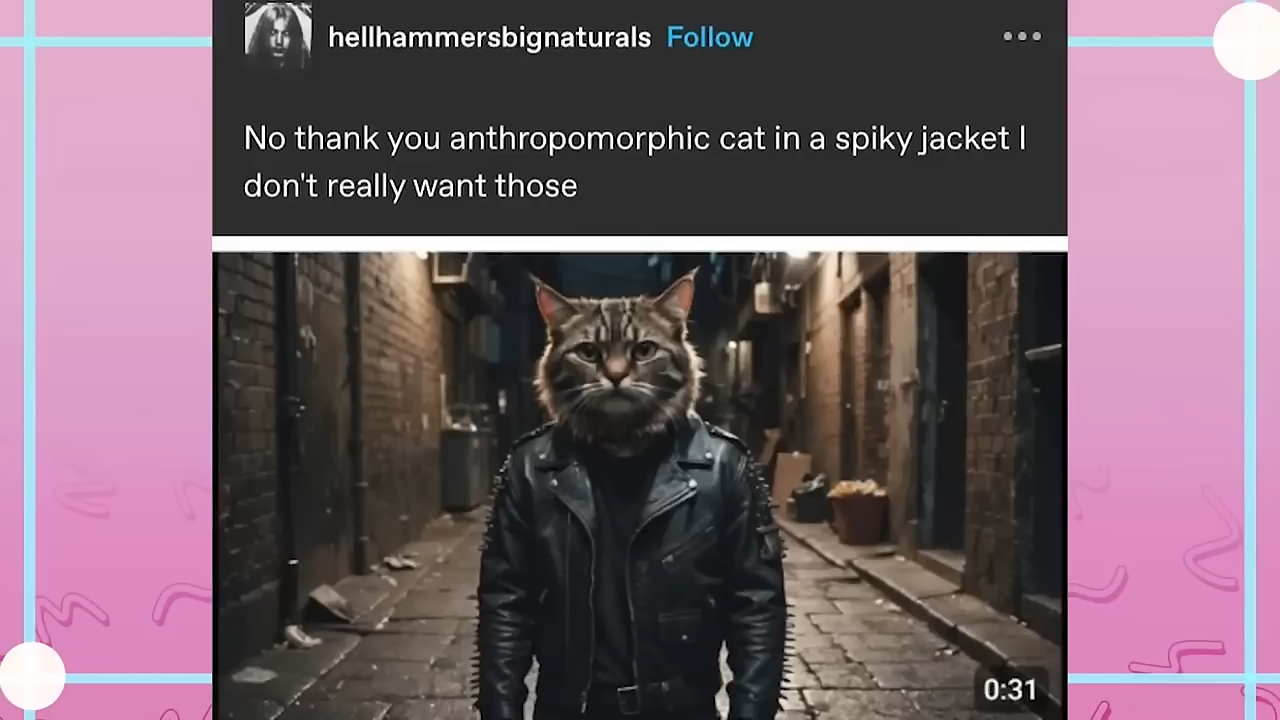 hellhammersbignaturals Follow
No thank you anthropomorphic cat in a spiky jacket I
don't really want those
0:31